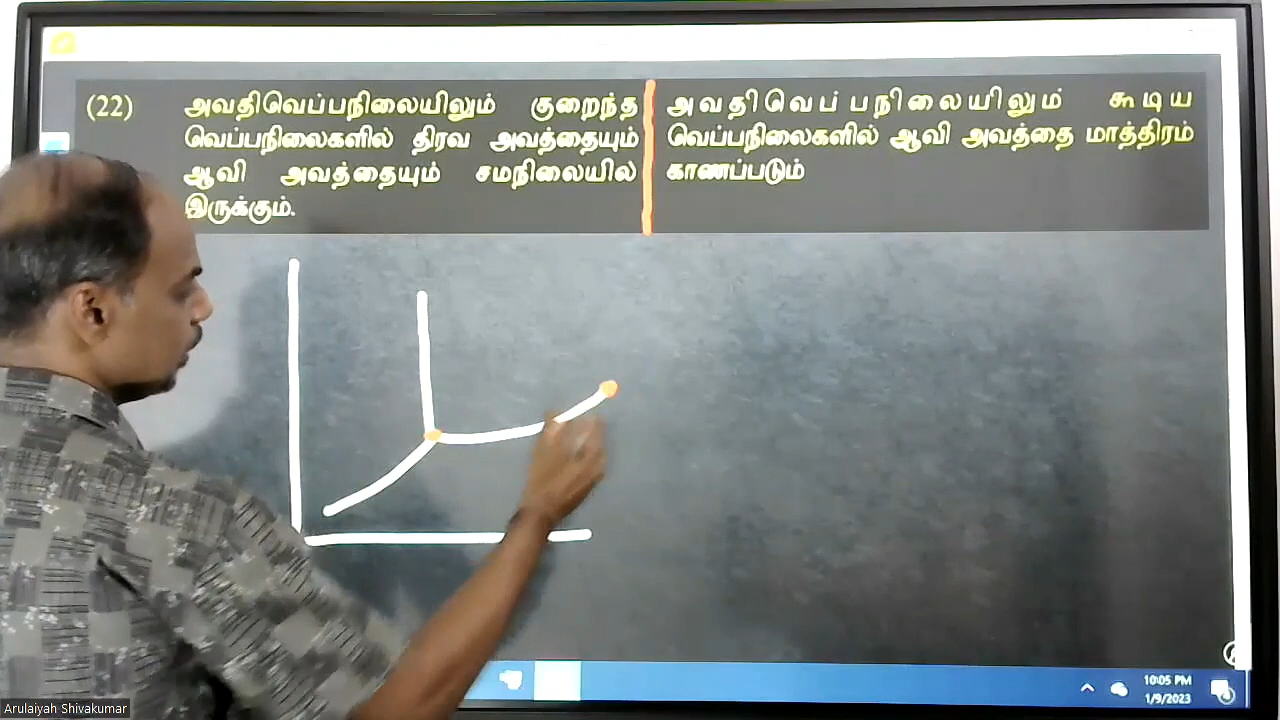 (22)
அவதிவெப்பநிலையிலும் குறைந்த
வெப்பநிலைகளில் திரவ அவத்தையும்
ஆவி அவத்தையும் சமநிலையில்
இருக்கும்.
அவதிவெப்பநிலையிலும் கூடிய
வெப்பநிலைகளில் ஆவி அவத்தை மாத்திரம்
காணப்படும்
10:05 PM
1/9/2023
Arulaiyah Shivakumar